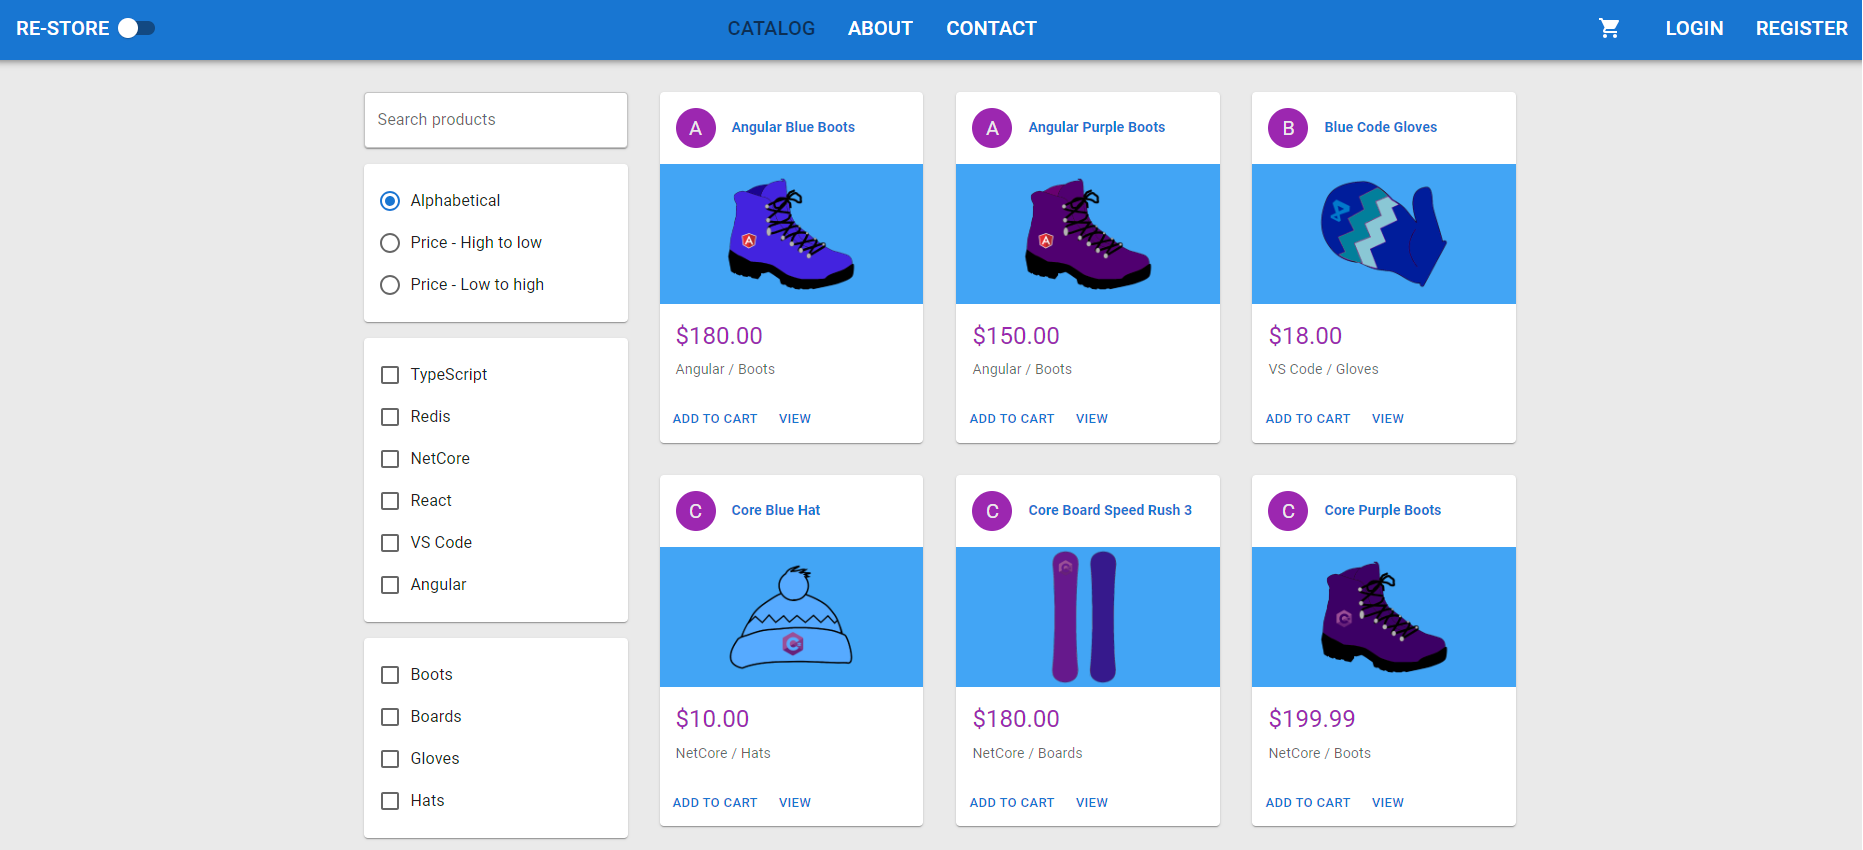 RE-STORE
CATALOG ABOUT CONTACT
LOGIN REGISTER
Search products
Alphabetical
Price - High to low
Price - Low to high
TypeScript
Redis
NetCore
React
VS Code
Angular
Boots
Boards
Gloves
Hats
A Angular Blue Boots
A
$180.00
Angular / Boots
ADD TO CART VIEW
A Angular Purple Boots
A
$150.00
Angular / Boots
ADD TO CART VIEW
B Blue Code Gloves
$18.00
VS Code / Gloves
ADD TO CART VIEW
C Core Blue Hat
C
$10.00
NetCore / Hats
ADD TO CART VIEW
C Core Board Speed Rush 3
$180.00
NetCore / Boards
ADD TO CART VIEW
C Core Purple Boots
C
$199.99
NetCore / Boots
ADD TO CART VIEW